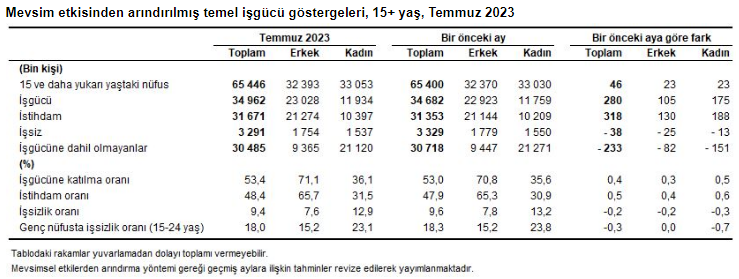 Mevsim etkisinden arındırılmış temel işgücü göstergeleri, 15+ yaş, Temmuz 2023
Temmuz 2023 Bir önceki ay Bir önceki aya göre fark
Toplam Erkek Kadın Toplam Erkek Kadın Toplam Erkek Kadın
(Bin kişi)
15 ve daha yukarı yaştaki nüfus 65 446 32 393 33 053 65 400 32 370 33 030 46 23 23
İşgücü 34 962 23 028 11 934 34 682 22 923 11 759 280 105 175
İstihdam 31 671 21 274 10 397 31 353 21 144 10 209 318 130 188
İşsiz 3 291 1 754 1 537 3 329 1 779 1 550 - 38 - 25 - 13
İşgücüne dahil olmayanlar 30 485 9 365 21 120 30 718 9 447 21 271 - 233 - 82 - 151
(%)
İşgücüne katılma oranı 53,4 71,1 36,1 53,0 70,8 35,6 0,4 0,3 0,5
İstihdam oranı 48,4 65,7 31,5 47,9 65,3 30,9 0,5 0,4 0,6
İşsizlik oranı 9,4 7,6 12,9 9,6 7,8 13,2 -0,2 -0,2 -0,3
Genç nüfusta işsizlik oranı (15-24 yaş) 18,0 15,2 23,1 18,3 15,2 23,8 -0,3 0,0 -0,7
Tablodaki rakamlar yuvarlamadan dolayı toplamı vermeyebilir.
Mevsimsel etkilerden arındırma yöntemi gereği geçmiş aylara ilişkin tahminler revize edilerek yayımlanmaktadır.